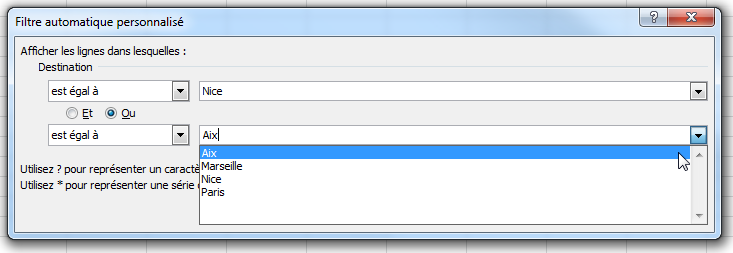 Filtre automatique personnalisé
Afficher les lignes dans lesquelles :
Destination
est égal à Nice
Et Ou
est égal à Aix
Aix
Marseille
Nice
Paris
Utilisez ? pour représenter un caract
Utilisez * pour représenter une série